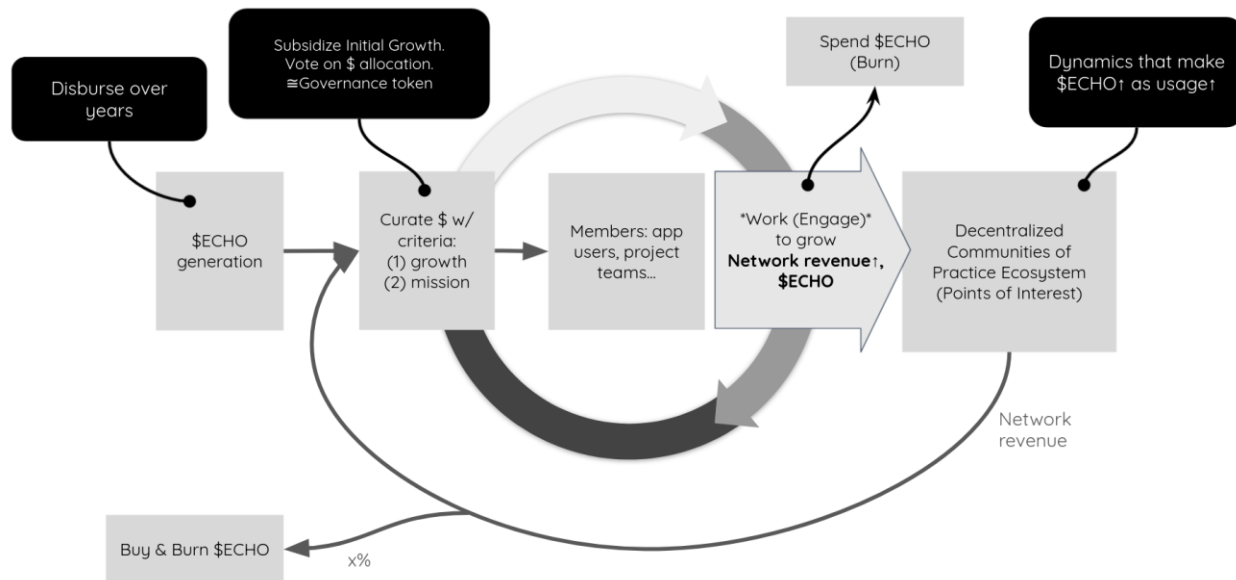 Disburse over
years
Subsidize Initial Growth.
Vote on $ allocation.
≅Governance token
Spend $ECHO
(Burn)
Dynamics that make
$ECHO↑ as usage↑
$ECHO
generation
Curate $ w/
criteria:
(1) growth
(2) mission
Members: app
users, project
teams...
*Work (Engage)*
to grow
Network revenue↑,
$ECHO
Decentralized
Communities of
Practice Ecosystem
(Points of Interest)
Network
revenue
Buy & Burn $ECHO
x%